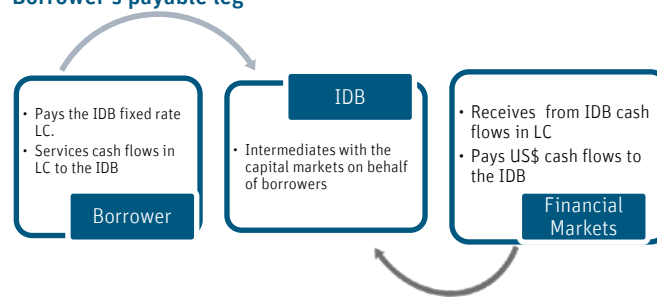 Borrower's payable leg
• Pays the IDB fixed rate
LC.
• Services cash flows in
LC to the IDB
Borrower
IDB
• Intermediates with the
capital markets on behalf
of borrowers
• Receives from IDB cash
flows in LC
• Pays US$ cash flows to
the IDB
Financial
Markets